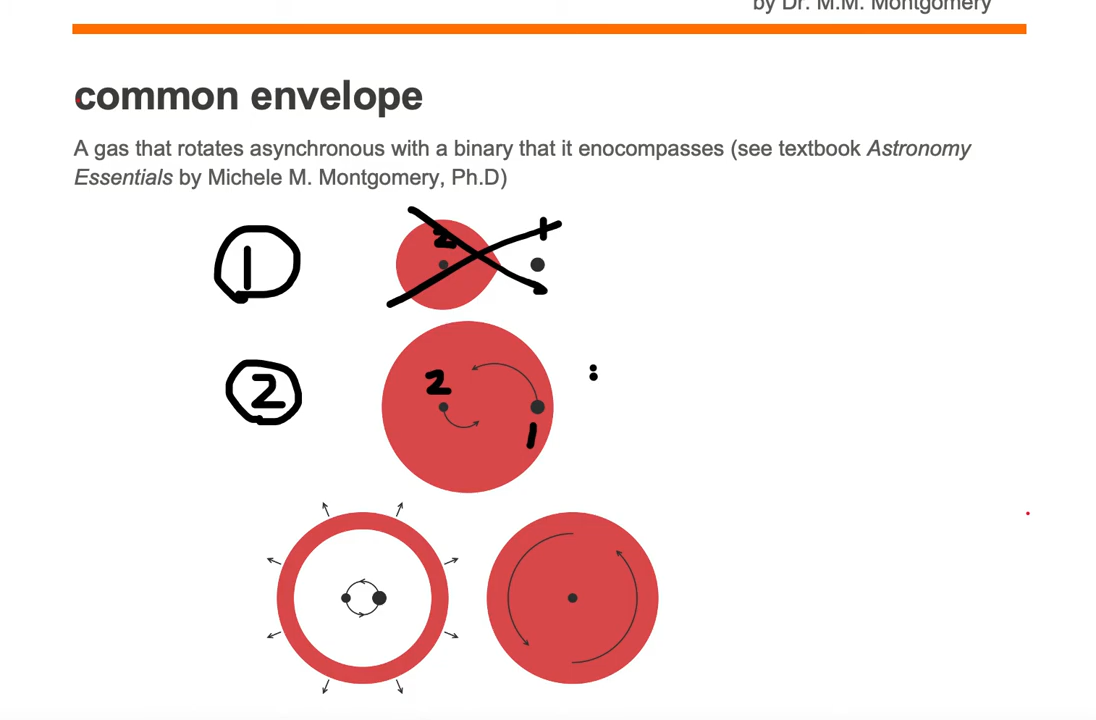 by Dr. M.M. Montgomery
common envelope
A gas that rotates asynchronous with a binary that it enocompasses (see textbook Astronomy
Essentials by Michele M. Montgomery, Ph.D)
1
2
1
2
2
1